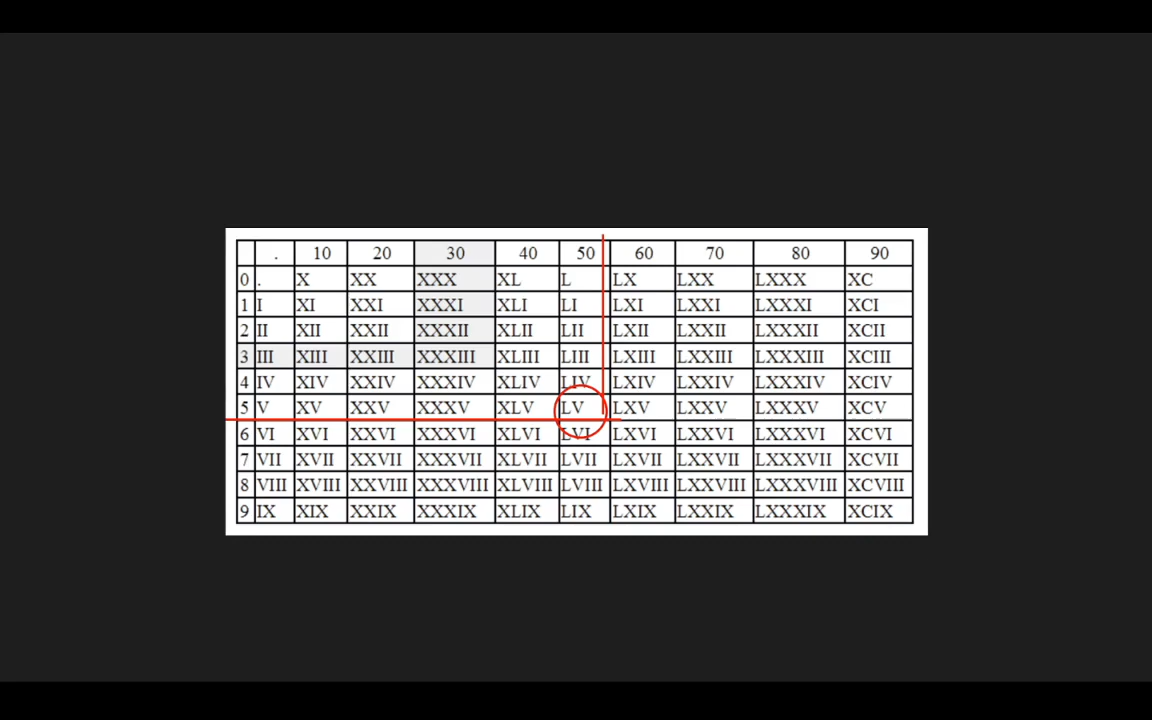 . 10 20 30 40 50 60 70 80 90
0 . X XX XXX XL L LX LXX LXXX XC
1 I XI XXI XXXI XLI LI LXI LXXI LXXXI XCI
2 II XII XXII XXXII XLII LII LXII LXXII LXXXII XCII
3 III XIII XXIII XXXIII XLIII LIII LXIII LXXIII LXXXIII XCIII
4 IV XIV XXIV XXXIV XLIV LIV LXIV LXXIV LXXXIV XCIV
5 V XV XXV XXXV XLV LV LXV LXXV LXXXV XCV
6 VI XVI XXVI XXXVI XLVI LVI LXVI LXXVI LXXXVI XCVI
7 VII XVII XXVII XXXVII XLVII LVII LXVII LXXVII LXXXVII XCVII
8 VIII XVIII XXVIII XXXVIII XLVIII LVIII LXVIII LXXVIII LXXXVIII XCVIII
9 IX XIX XXIX XXXIX XLIX LIX LXIX LXXIX LXXXIX XCIX